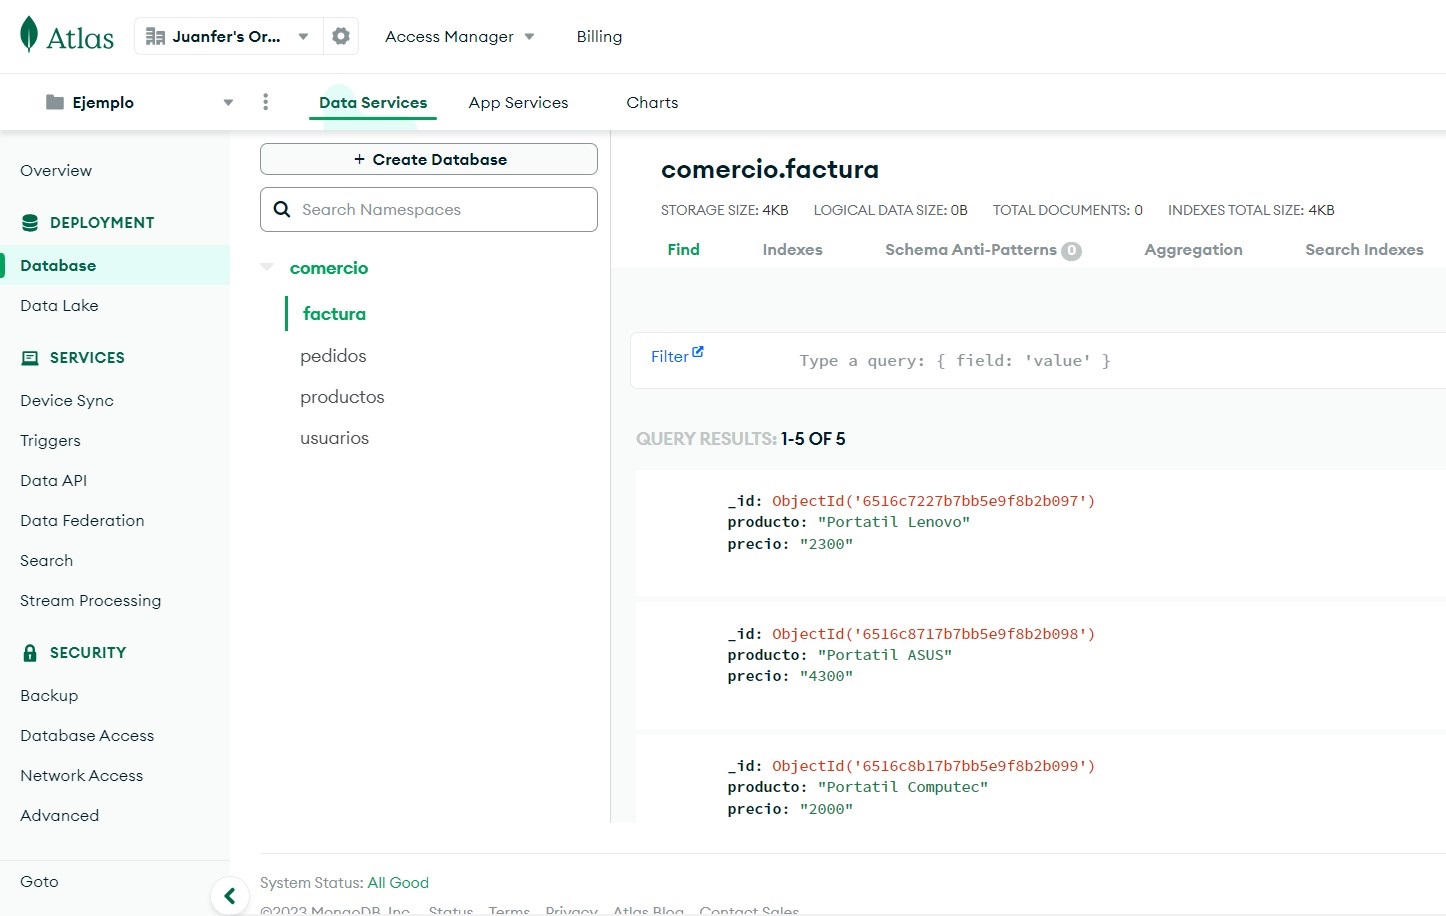 Atlas
Juanfer's Or...
Access Manager
Billing
Ejemplo
Data Services
App Services
Charts
Overview
DEPLOYMENT
Database
Data Lake
SERVICES
Device Sync
Triggers
Data API
Data Federation
Search
Stream Processing
SECURITY
Backup
Database Access
Network Access
Advanced
Goto
+ Create Database
Search Namespaces
comercio
factura
pedidos
productos
usuarios
comercio.factura
STORAGE SIZE: 4KB LOGICAL DATA SIZE: 0B TOTAL DOCUMENTS: 0 INDEXES TOTAL SIZE: 4KB
Find Indexes Schema Anti-Patterns 0 Aggregation Search Indexes
Filter
Type a query: { field: 'value' }
QUERY RESULTS: 1-5 OF 5
_id: ObjectId('6516c7227b7bb5e9f8b2b097')
producto: "Portatil Lenovo"
precio: "2300"
_id: ObjectId('6516c8717b7bb5e9f8b2b098')
producto: "Portatil ASUS"
precio: "4300"
_id: ObjectId('6516c8b17b7bb5e9f8b2b099')
producto: "Portatil Computec"
precio: "2000"
System Status: All Good
©2023 MongoDB, Inc. Status Terms Privacy Atlas Blog Contact Sales